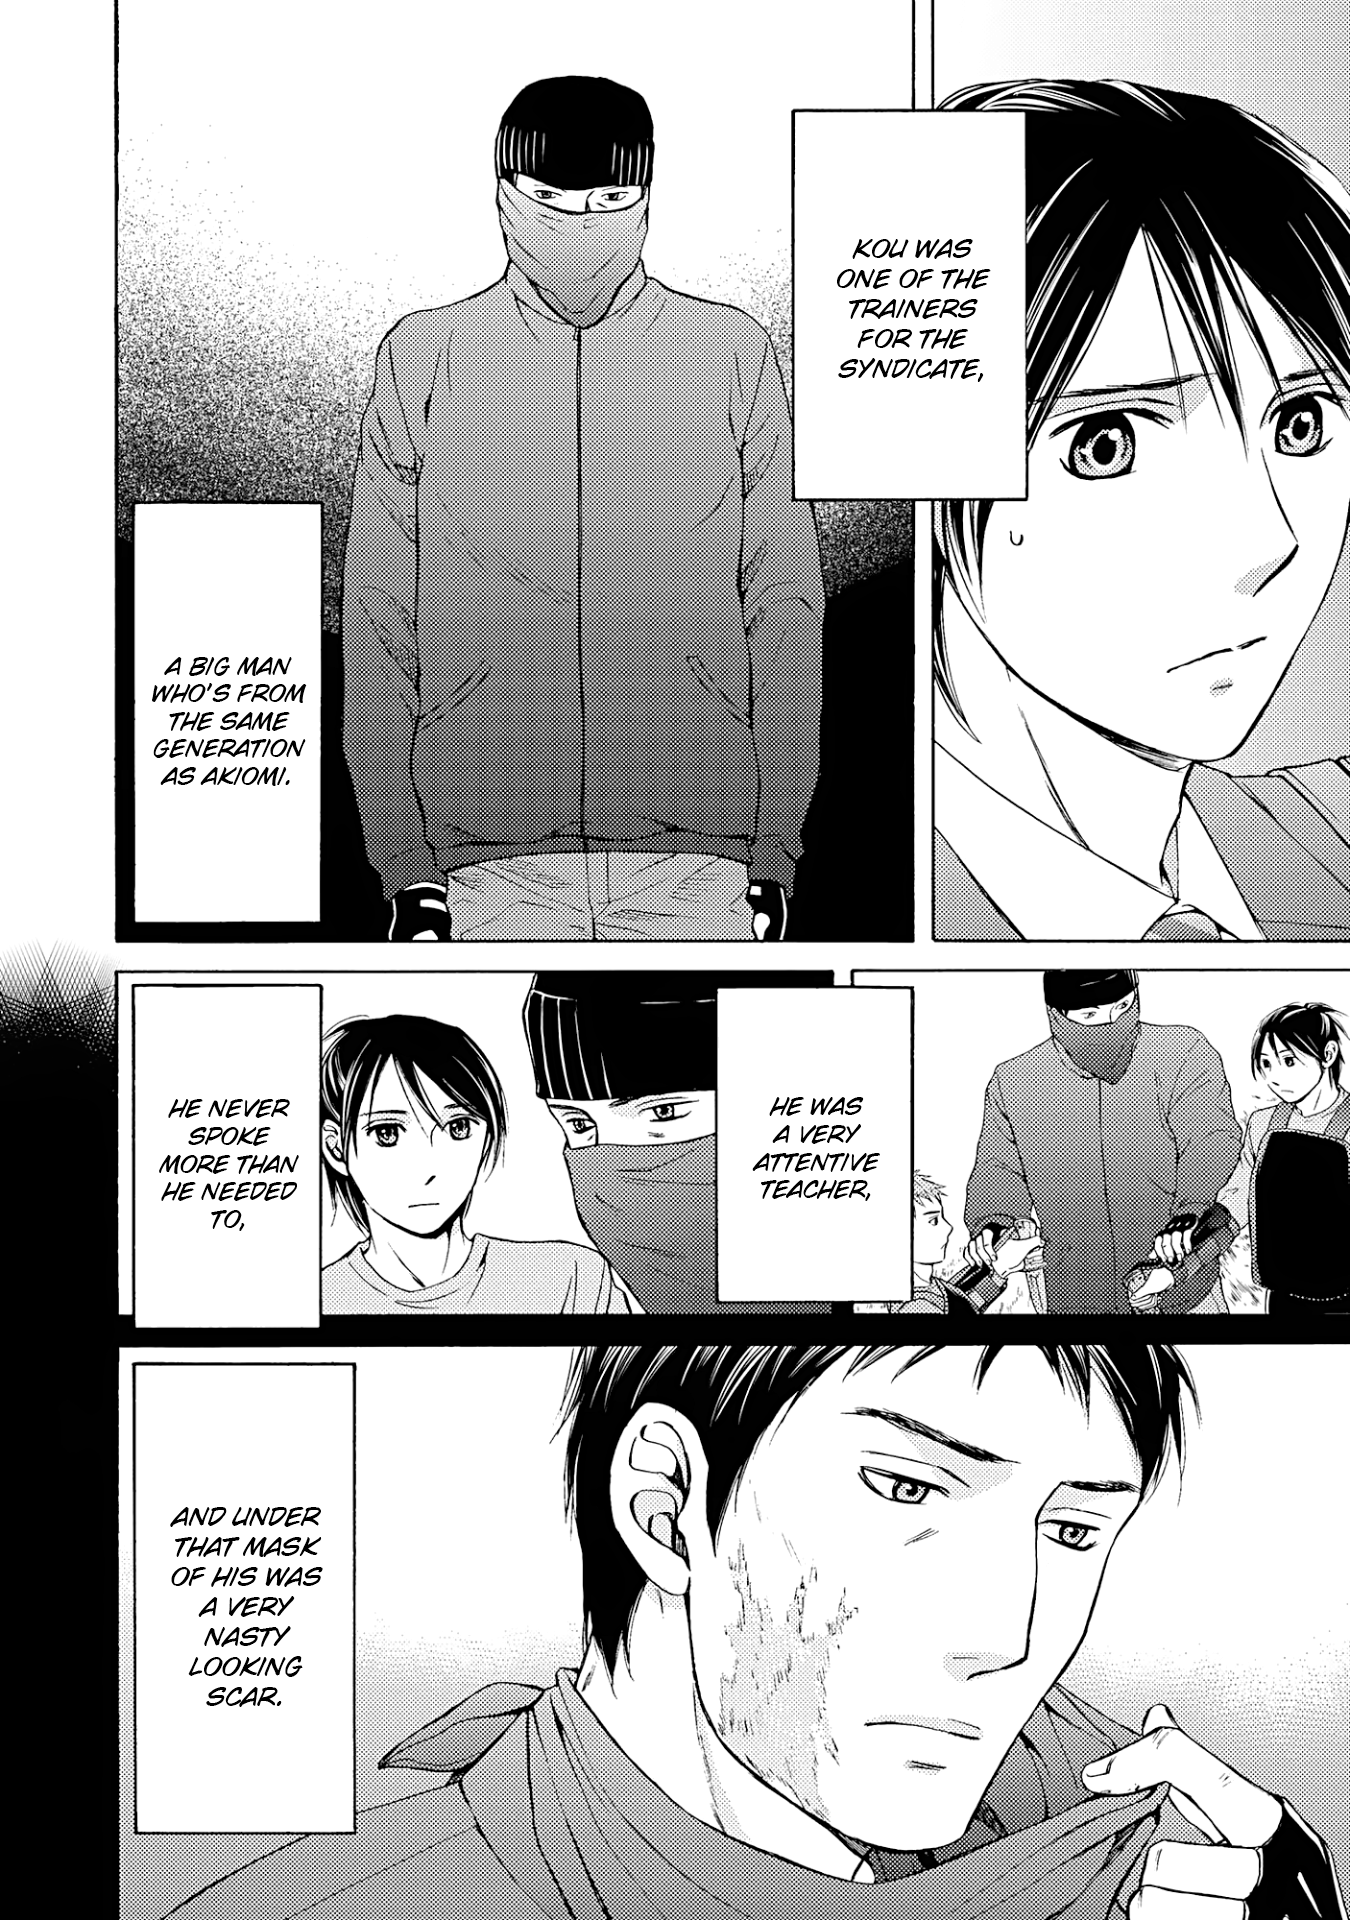 KOU WAS
ONE OF THE
TRAINERS
FOR THE
SYNDICATE,
A BIG MAN
WHO'S FROM
THE SAME
GENERATION
AS AKIOMI.
HE WAS
A VERY
ATTENTIVE
TEACHER,
HE NEVER
SPOKE
MORE THAN
HE NEEDED
TO,
AND UNDER
THAT MASK
OF HIS WAS
A VERY
NASTY
LOOKING
SCAR.